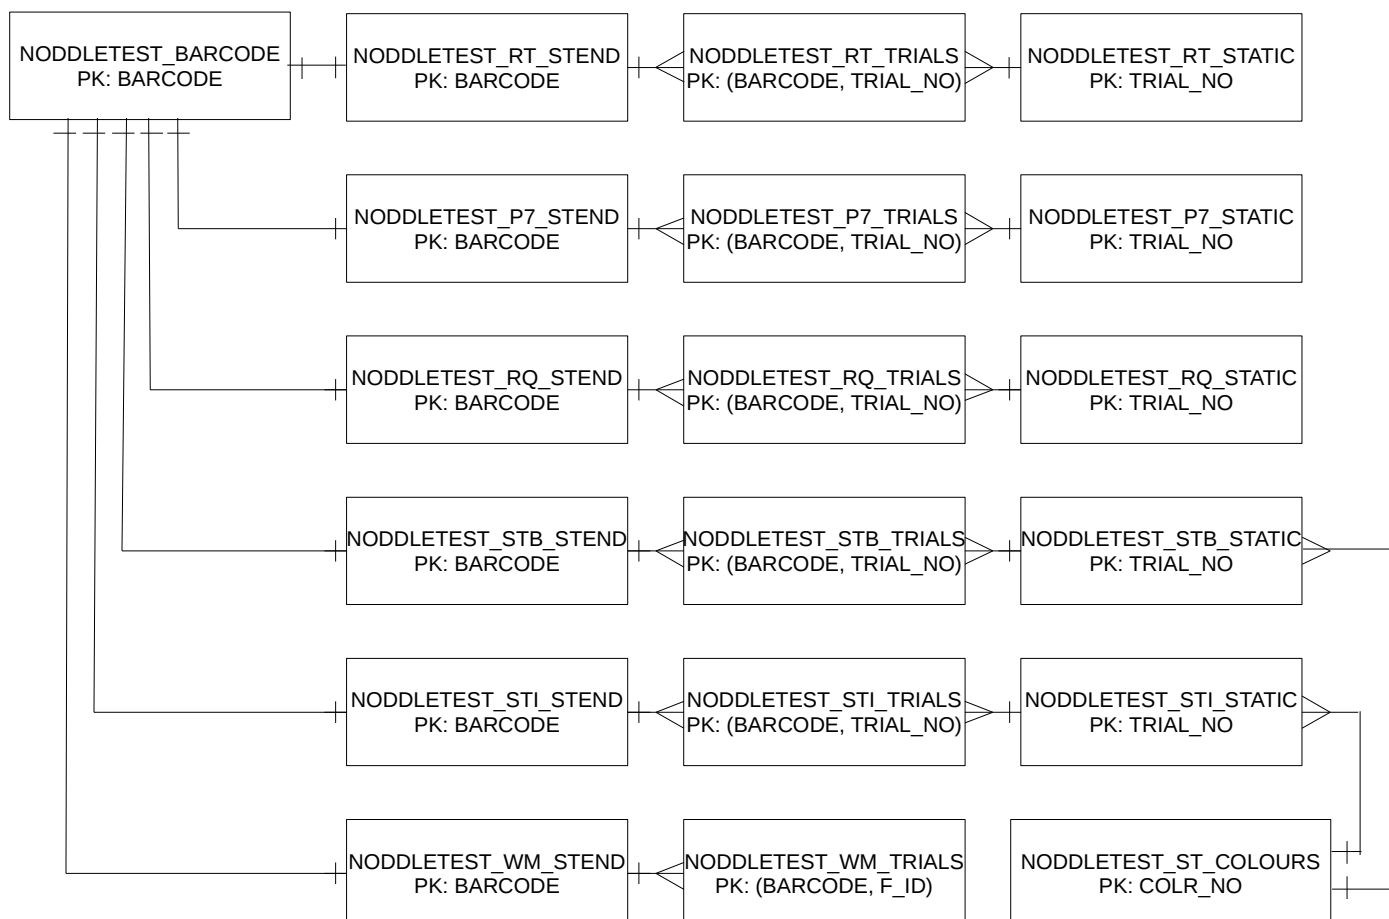 NODDLETEST_BARCODE
PK: BARCODE
NODDLETEST_RT_STEND
PK: BARCODE
NODDLETEST_RT_TRIALS
PK: (BARCODE, TRIAL_NO)
NODDLETEST_RT_STATIC
PK: TRIAL_NO
NODDLETEST_P7_STEND
PK: BARCODE
NODDLETEST_P7_TRIALS
PK: (BARCODE, TRIAL_NO)
NODDLETEST_P7_STATIC
PK: TRIAL_NO
NODDLETEST_RQ_STEND
PK: BARCODE
NODDLETEST_RQ_TRIALS
PK: (BARCODE, TRIAL_NO)
NODDLETEST_RQ_STATIC
PK: TRIAL_NO
NODDLETEST_STB_STEND
PK: BARCODE
NODDLETEST_STB_TRIALS
PK: (BARCODE, TRIAL_NO)
NODDLETEST_STB_STATIC
PK: TRIAL_NO
NODDLETEST_STI_STEND
PK: BARCODE
NODDLETEST_STI_TRIALS
PK: (BARCODE, TRIAL_NO)
NODDLETEST_STI_STATIC
PK: TRIAL_NO
NODDLETEST_WM_STEND
PK: BARCODE
NODDLETEST_WM_TRIALS
PK: (BARCODE, F_ID)
NODDLETEST_ST_COLOURS
PK: COLR_NO